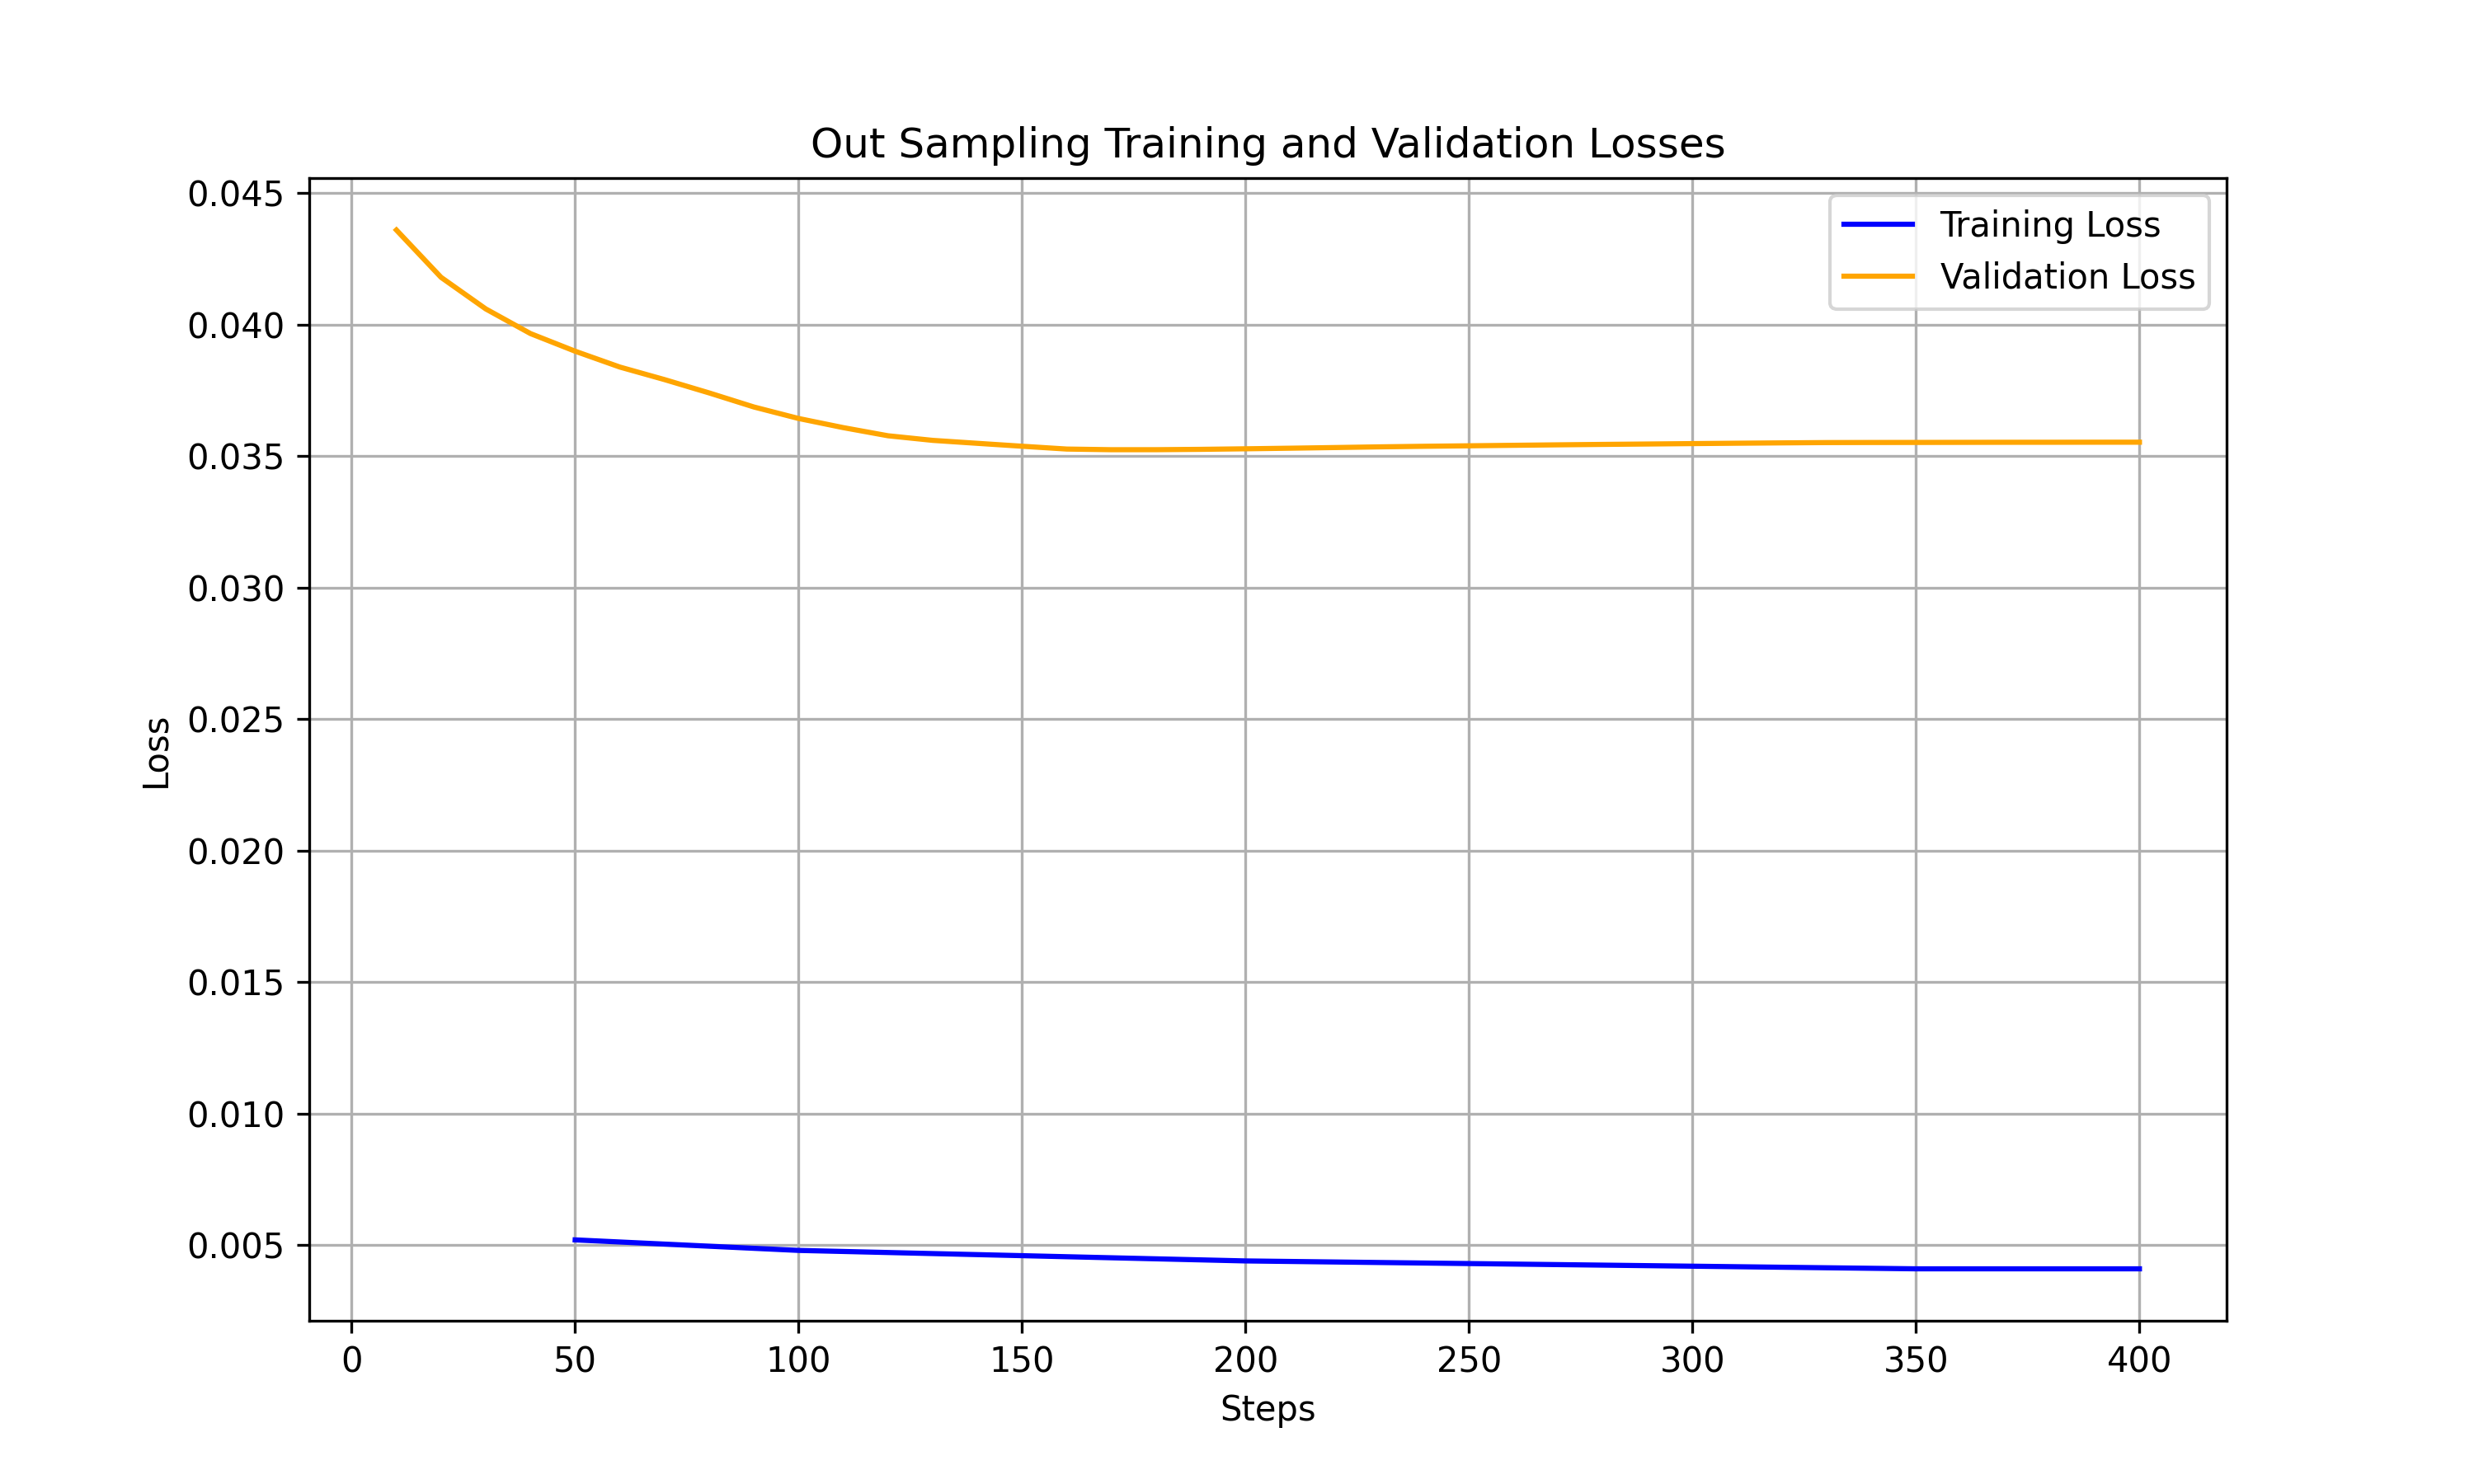 Out Sampling Training and Validation Losses
0.045
0.040
0.035
0.030
0.025
0.020
0.015
0.010
0.005
Loss
Training Loss
Validation Loss
0 50 100 150 200 250 300 350 400
Steps